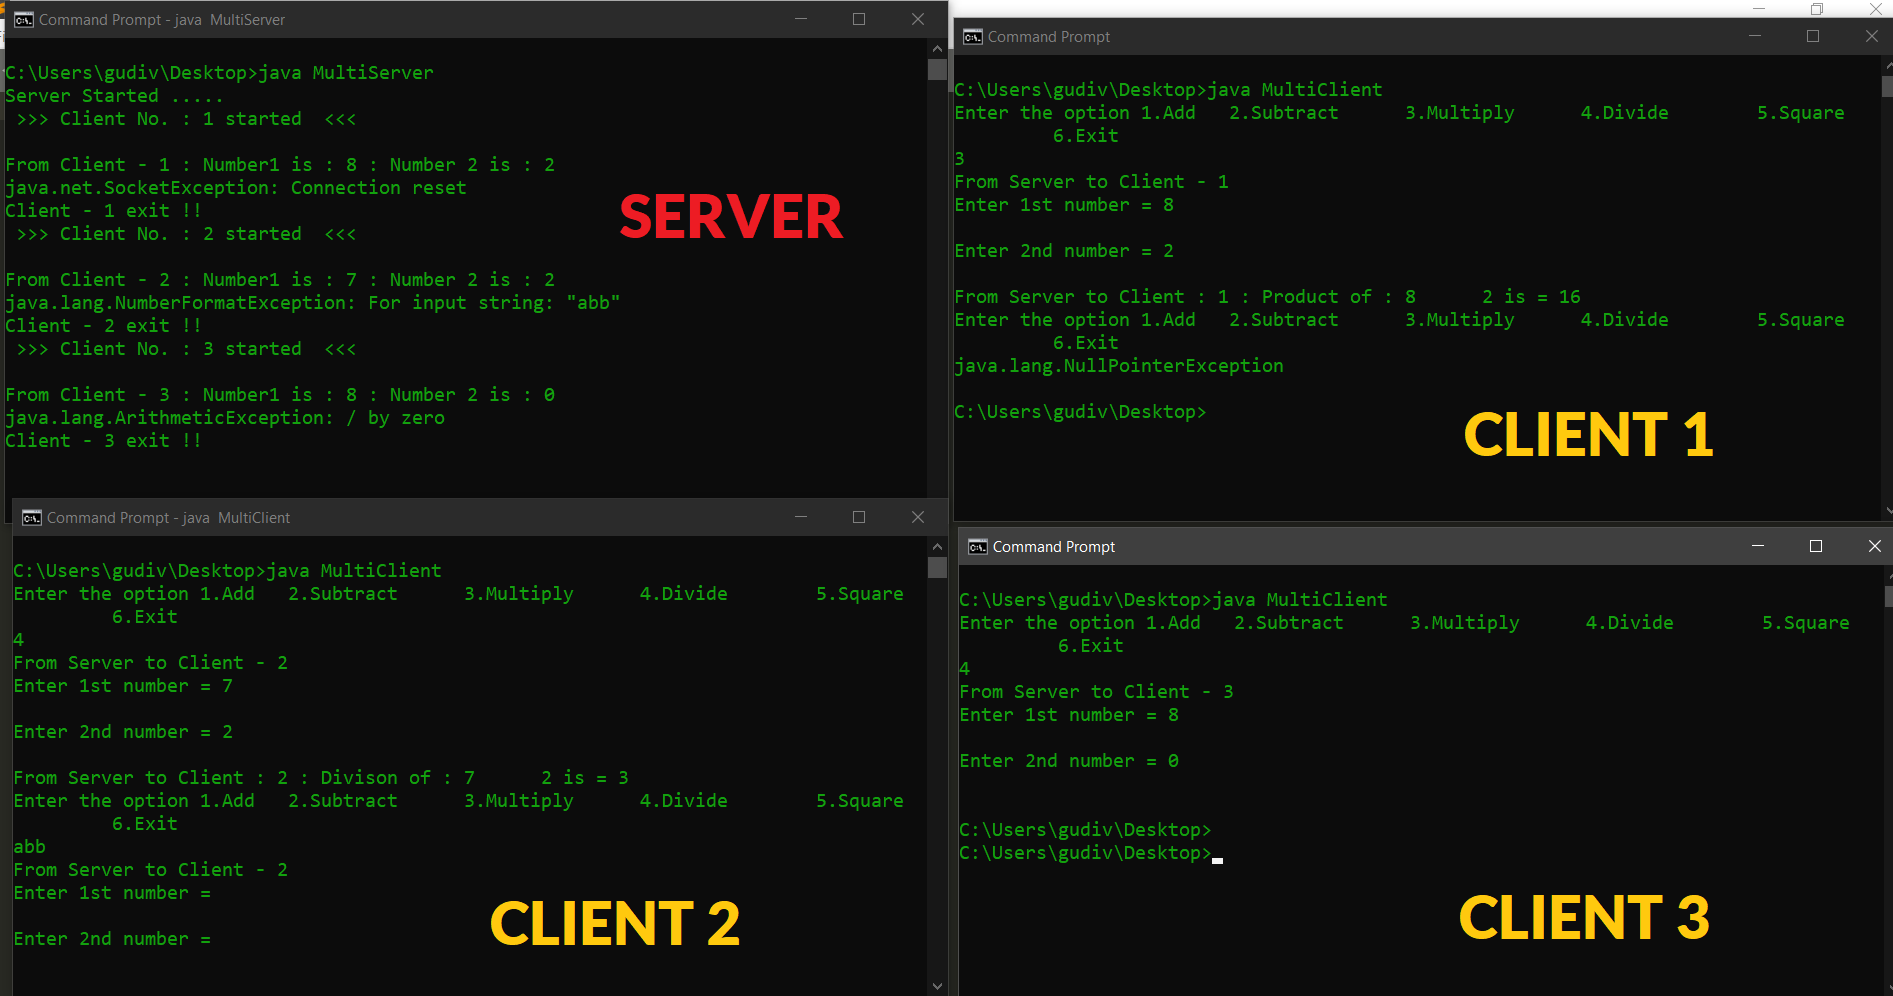 Command Prompt - java  MultiServer
C:\Users\gudiv\Desktop>java MultiServer
Server Started .....
 >>> Client No. : 1 started  <<<
From Client - 1 : Number1 is : 8 : Number 2 is : 2
java.net.SocketException: Connection reset
Client - 1 exit !!
 >>> Client No. : 2 started  <<<
From Client - 2 : Number1 is : 7 : Number 2 is : 2
java.lang.NumberFormatException: For input string: "abb"
Client - 2 exit !!
 >>> Client No. : 3 started  <<<
From Client - 3 : Number1 is : 8 : Number 2 is : 0
java.lang.ArithmeticException: / by zero
Client - 3 exit !!
SERVER
Command Prompt
C:\Users\gudiv\Desktop>java MultiClient
Enter the option 1.Add   2.Subtract      3.Multiply      4.Divide        5.Square
         6.Exit
3
From Server to Client - 1
Enter 1st number = 8
Enter 2nd number = 2
From Server to Client : 1 : Product of : 8      2 is = 16
Enter the option 1.Add   2.Subtract      3.Multiply      4.Divide        5.Square
         6.Exit
java.lang.NullPointerException
C:\Users\gudiv\Desktop>
CLIENT 1
Command Prompt - java  MultiClient
C:\Users\gudiv\Desktop>java MultiClient
Enter the option 1.Add   2.Subtract      3.Multiply      4.Divide        5.Square
         6.Exit
4
From Server to Client - 2
Enter 1st number = 7
Enter 2nd number = 2
From Server to Client : 2 : Divison of : 7      2 is = 3
Enter the option 1.Add   2.Subtract      3.Multiply      4.Divide        5.Square
         6.Exit
abb
From Server to Client - 2
Enter 1st number =
Enter 2nd number =
CLIENT 2
Command Prompt
C:\Users\gudiv\Desktop>java MultiClient
Enter the option 1.Add   2.Subtract      3.Multiply      4.Divide        5.Square
         6.Exit
4
From Server to Client - 3
Enter 1st number = 8
Enter 2nd number = 0
C:\Users\gudiv\Desktop>
C:\Users\gudiv\Desktop>
CLIENT 3